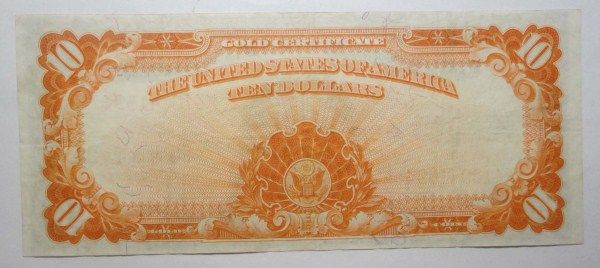 10 GOLD CERTIFICATE 10
THE UNITED STATES OF AMERICA
TEN DOLLARS
10 10